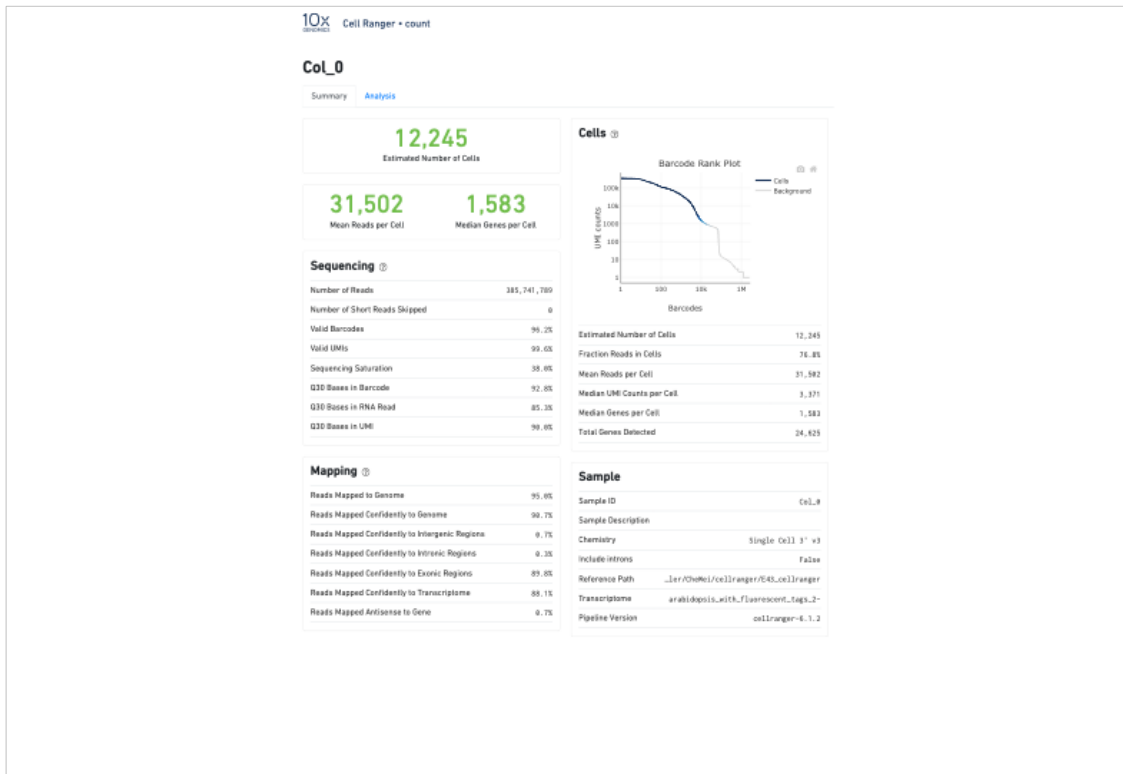 10x
GENOMICS
Cell Ranger • count
Col_0
Summary Analysis
12,245
Estimated Number of Cells
31,502 1,583
Mean Reads per Cell Median Genes per Cell
Sequencing ?
Number of Reads 385,741,789
Number of Short Reads Skipped 0
Valid Barcodes 96.2%
Valid UMIs 99.6%
Sequencing Saturation 38.0%
Q30 Bases in Barcode 92.8%
Q30 Bases in RNA Read 85.3%
Q30 Bases in UMI 90.0%
Mapping ?
Reads Mapped to Genome 95.0%
Reads Mapped Confidently to Genome 90.7%
Reads Mapped Confidently to Intergenic Regions 0.7%
Reads Mapped Confidently to Intronic Regions 0.3%
Reads Mapped Confidently to Exonic Regions 89.8%
Reads Mapped Confidently to Transcriptome 88.1%
Reads Mapped Antisense to Gene 0.7%
Cells ?
Barcode Rank Plot
Cells
Background
UMI counts
100k
10k
1000
100
10
1
1 100 10k 1M
Barcodes
Estimated Number of Cells 12,245
Fraction Reads in Cells 76.8%
Mean Reads per Cell 31,502
Median UMI Counts per Cell 3,371
Median Genes per Cell 1,583
Total Genes Detected 24,625
Sample
Sample ID Col_0
Sample Description
Chemistry Single Cell 3' v3
Include introns False
Reference Path …ler/CheMei/cellranger/E43_cellranger
Transcriptome arabidopsis_with_fluorescent_tags_2-
Pipeline Version cellranger-6.1.2